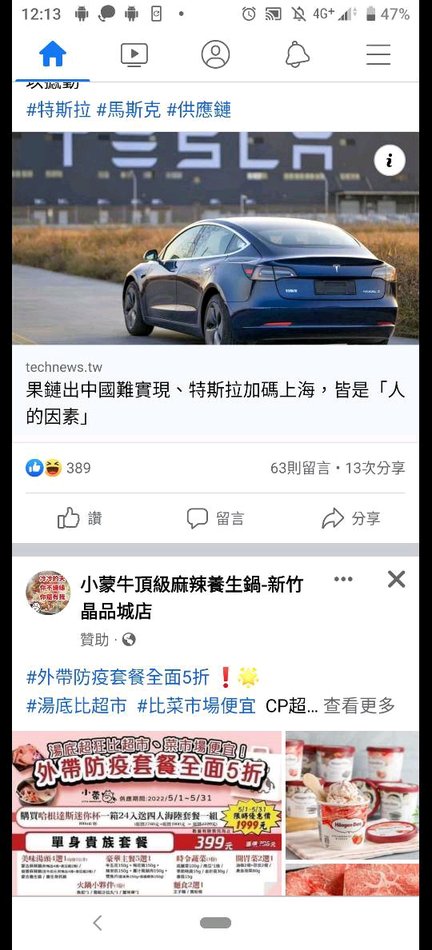 12:13
4G+
47%
#特斯拉 #馬斯克 #供應鏈
TESLA
technews.tw
果鏈出中國難實現、特斯拉加碼上海,皆是「人
的因素」
389
63則留言・13次分享
讚
留言
分享
小蒙牛頂級麻辣養生鍋-新竹
晶品城店
贊助
#外帶防疫套餐全面5折❗🌟
#湯底比超市 #比菜市場便宜 CP超... 查看更多
湯底超狂比超市、菜市場便宜!
外帶防疫套餐全面5折
供應期間:2022/5/1~5/31
5/1~5/31
限時優惠價
1999元
購買哈根達斯迷你杯一箱24入送四人海陸套餐一組
單身貴族套餐
399元
美味湯頭4選1
豪華主餐5選1
時令蔬菜
開胃菜2選1
火鍋小夥伴
麵食2選1
Häagen-Dazs